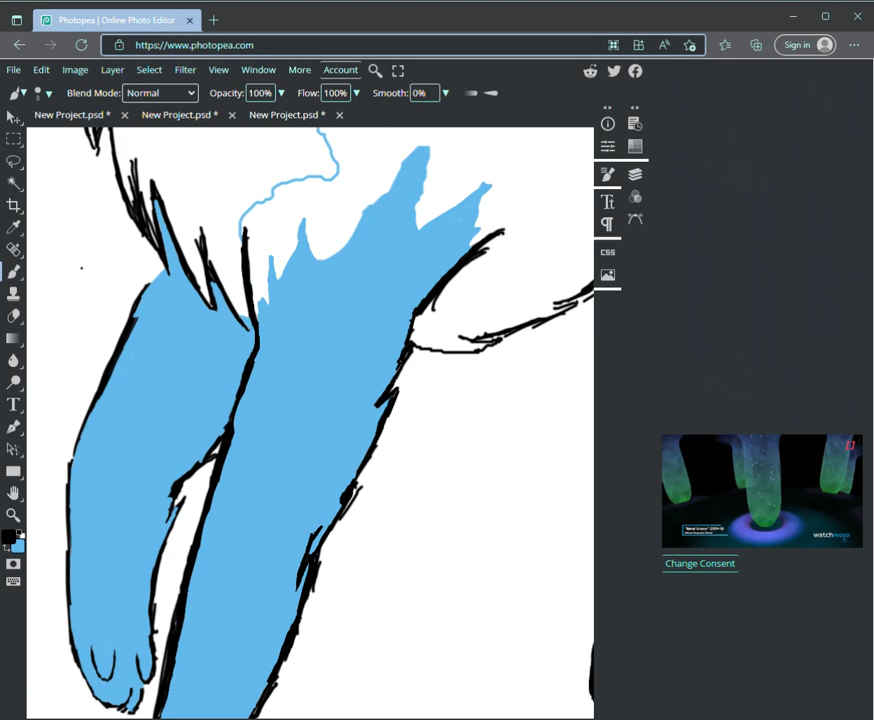 Photopea | Online Photo Editor
https://www.photopea.com
Sign in
File Edit Image Layer Select Filter View Window More Account
Blend Mode: Normal Opacity: 100% Flow: 100% Smooth: 0%
New Project.psd * New Project.psd * New Project.psd *
Tt
CSS
T
watchmojo
Change Consent